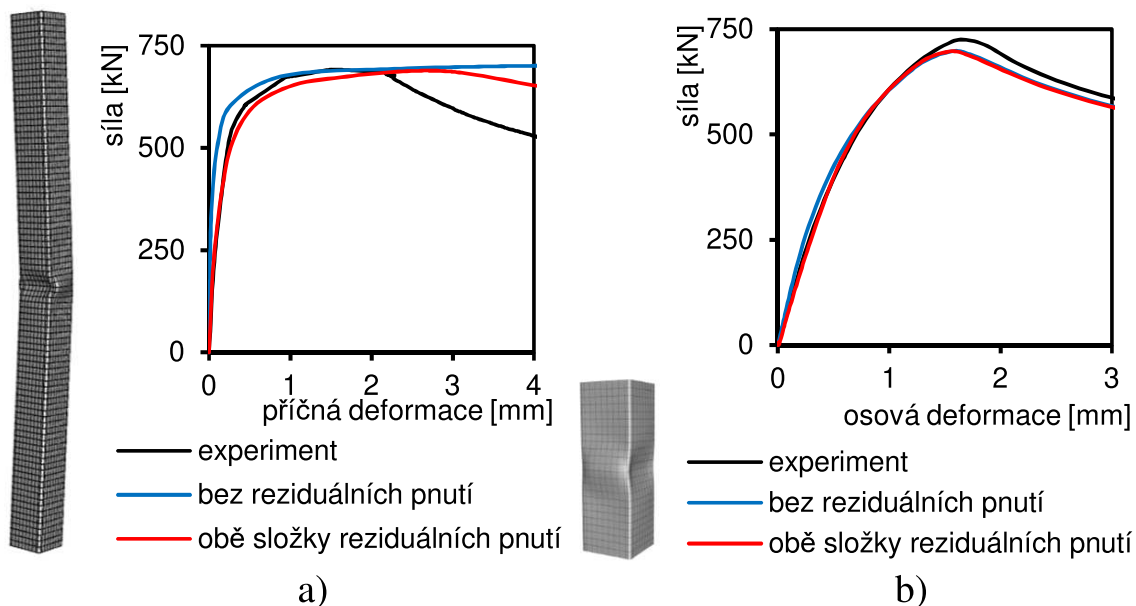 750
500
250
0
síla [kN]
0 1 2 3 4
příčná deformace [mm]
experiment
bez reziduálních pnutí
obě složky reziduálních pnutí
a)
750
500
250
0
síla [kN]
0 1 2 3
osová deformace [mm]
experiment
bez reziduálních pnutí
obě složky reziduálních pnutí
b)